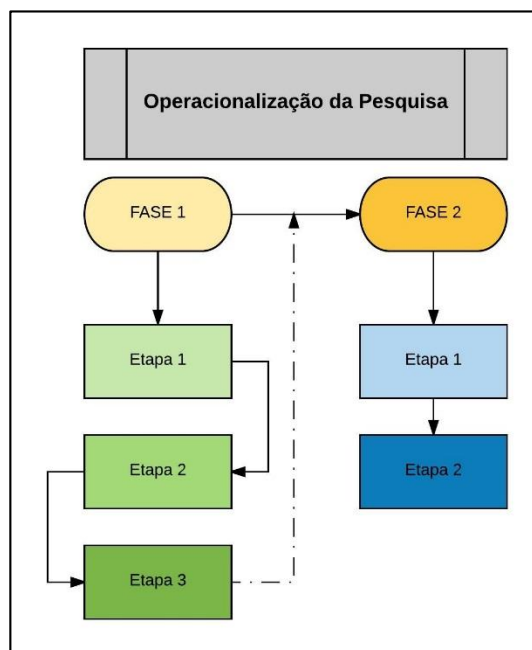 Operacionalização da Pesquisa
FASE 1
FASE 2
Etapa 1
Etapa 1
Etapa 2
Etapa 2
Etapa 3